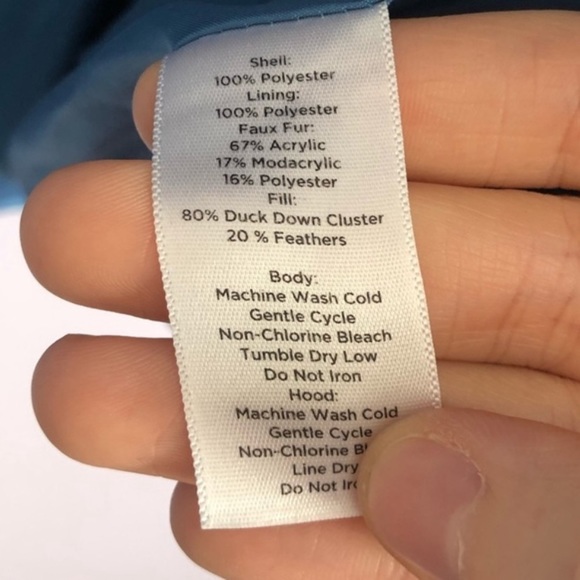 Shell:
100% Polyester
Lining:
100% Polyester
Faux Fur:
67% Acrylic
17% Modacrylic
16% Polyester
Fill:
80% Duck Down Cluster
20 % Feathers
Body:
Machine Wash Cold
Gentle Cycle
Non-Chlorine Bleach
Tumble Dry Low
Do Not Iron
Hood:
Machine Wash Cold
Gentle Cycle
Non-Chlorine
Line Dry
Do Not